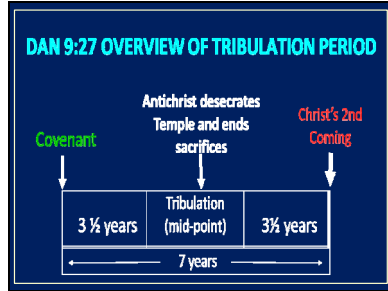 DAN 9:27 OVERVIEW OF TRIBULATION PERIOD
Antichrist desecrates
Temple and ends
sacrifices
Covenant
Christ's 2nd
Coming
3 ½ years
Tribulation
(mid-point)
3½ years
7 years